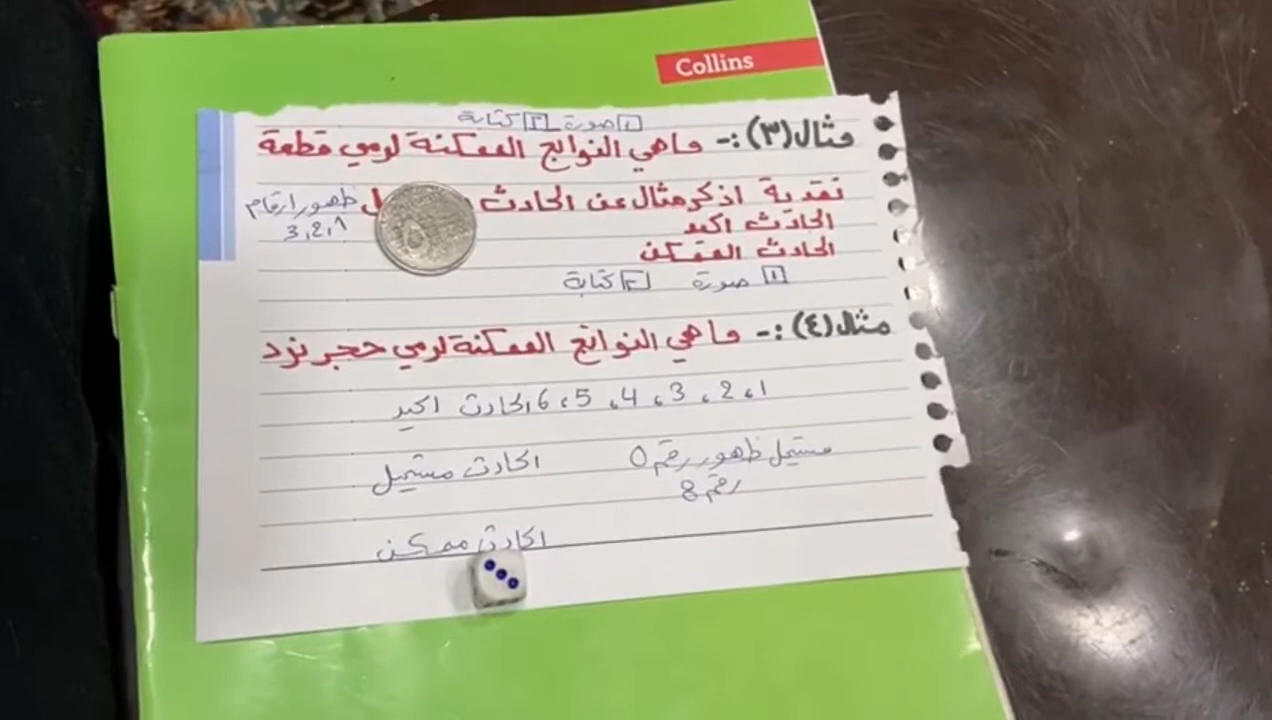 Collins
1 صورة 2 كتابة
مثال (٣) :- ما هي النواتج الممكنة لرمي قطعة
نقدية اذكر مثال عن الحادث ل ظهور ارقام
1، 2، 3
الحادث اكيد
الحادث الممكن
1 صورة 2 كتابة
مثال (٤) :- ما هي النواتج الممكنة لرمي حجر نرد
1، 2، 3، 4، 5، 6 الحادث اكيد
مستحيل ظهور رقم 0 الحادث مستحيل
رقم 8
الحادث ممكن